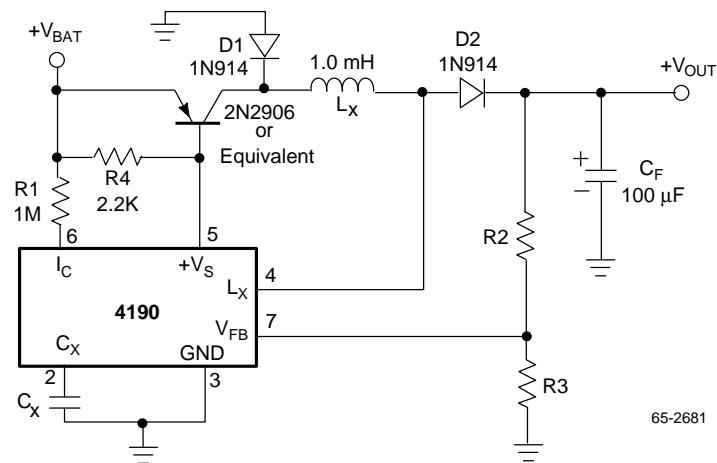 +VBAT
D1
1N914
1.0 mH
LX
D2
1N914
+VOUT
2N2906
or
Equivalent
R4
2.2K
R1
1M
+
–
CF
100 µF
R2
6
5
IC
+VS
4
LX
4190
7
VFB
CX
GND
2
3
CX
R3
65-2681